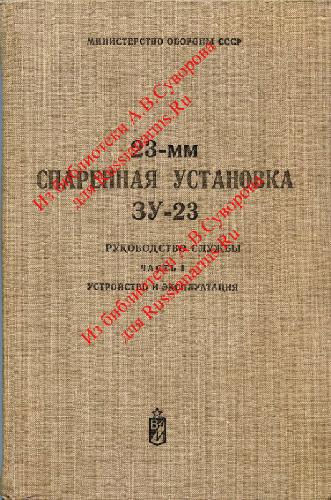 МИНИСТЕРСТВО ОБОРОНЫ СССР
23-мм
СПАРЕННАЯ УСТАНОВКА
ЗУ-23
РУКОВОДСТВО СЛУЖБЫ
ЧАСТЬ I
УСТРОЙСТВО И ЭКСПЛУАТАЦИЯ
Из библиотеки А.В.Суворова
для Russianarms.Ru
Из библиотеки А.В.Суворова
для Russianarms.Ru